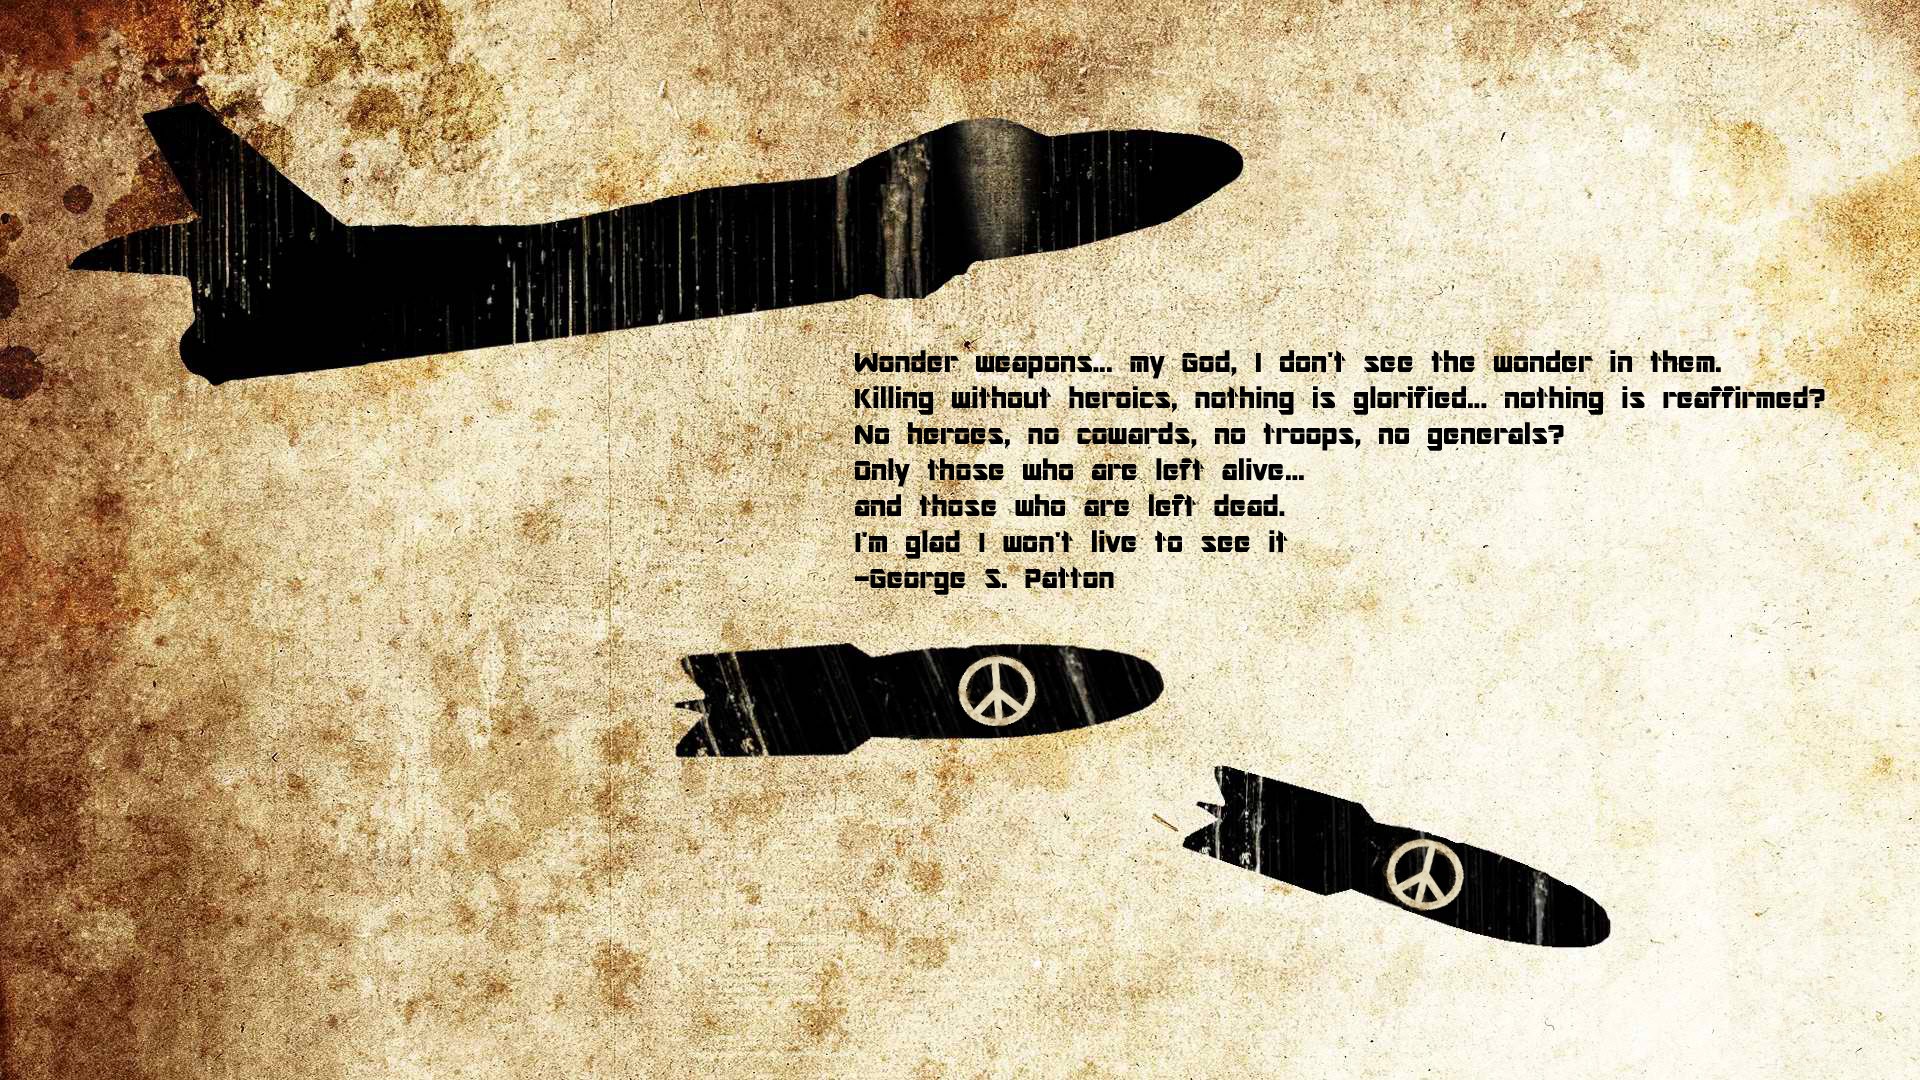 Wonder weapons... my God, I don't see the wonder in them.
Killing without heroics, nothing is glorified... nothing is reaffirmed?
No heroes, no cowards, no troops, no generals?
Only those who are left alive...
and those who are left dead.
I'm glad I won't live to see it
-George S. Patton